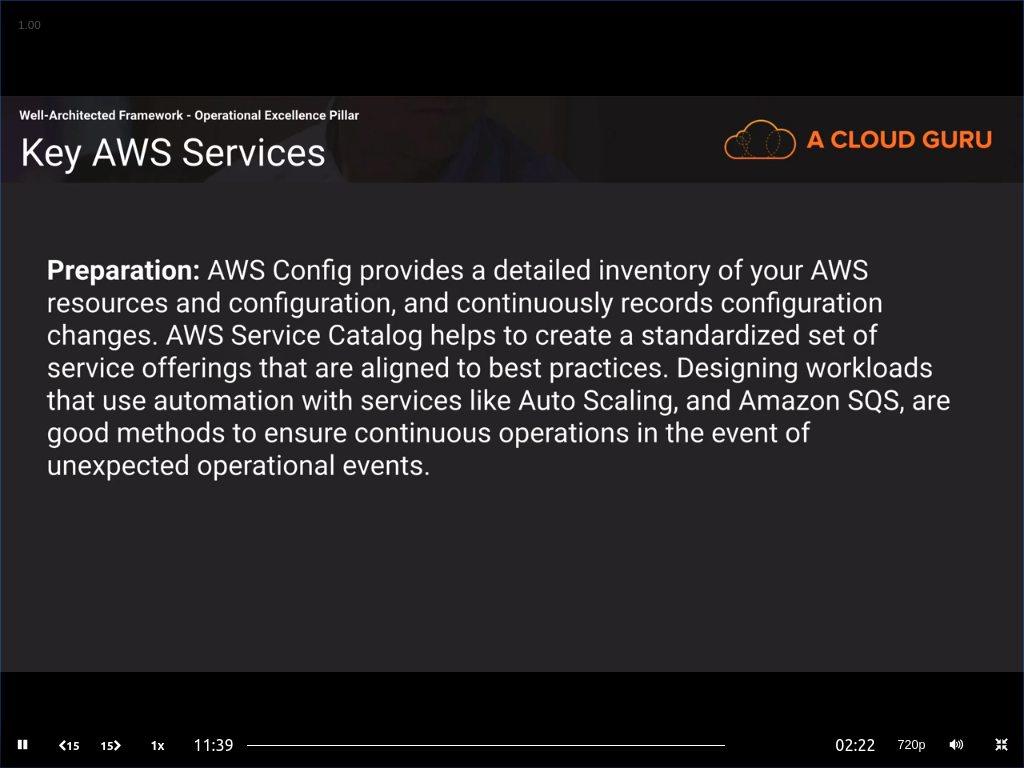 1.00
Well-Architected Framework - Operational Excellence Pillar
Key AWS Services
A CLOUD GURU
Preparation: AWS Config provides a detailed inventory of your AWS
resources and configuration, and continuously records configuration
changes. AWS Service Catalog helps to create a standardized set of
service offerings that are aligned to best practices. Designing workloads
that use automation with services like Auto Scaling, and Amazon SQS, are
good methods to ensure continuous operations in the event of
unexpected operational events.
15 15 1x 11:39 02:22 720p